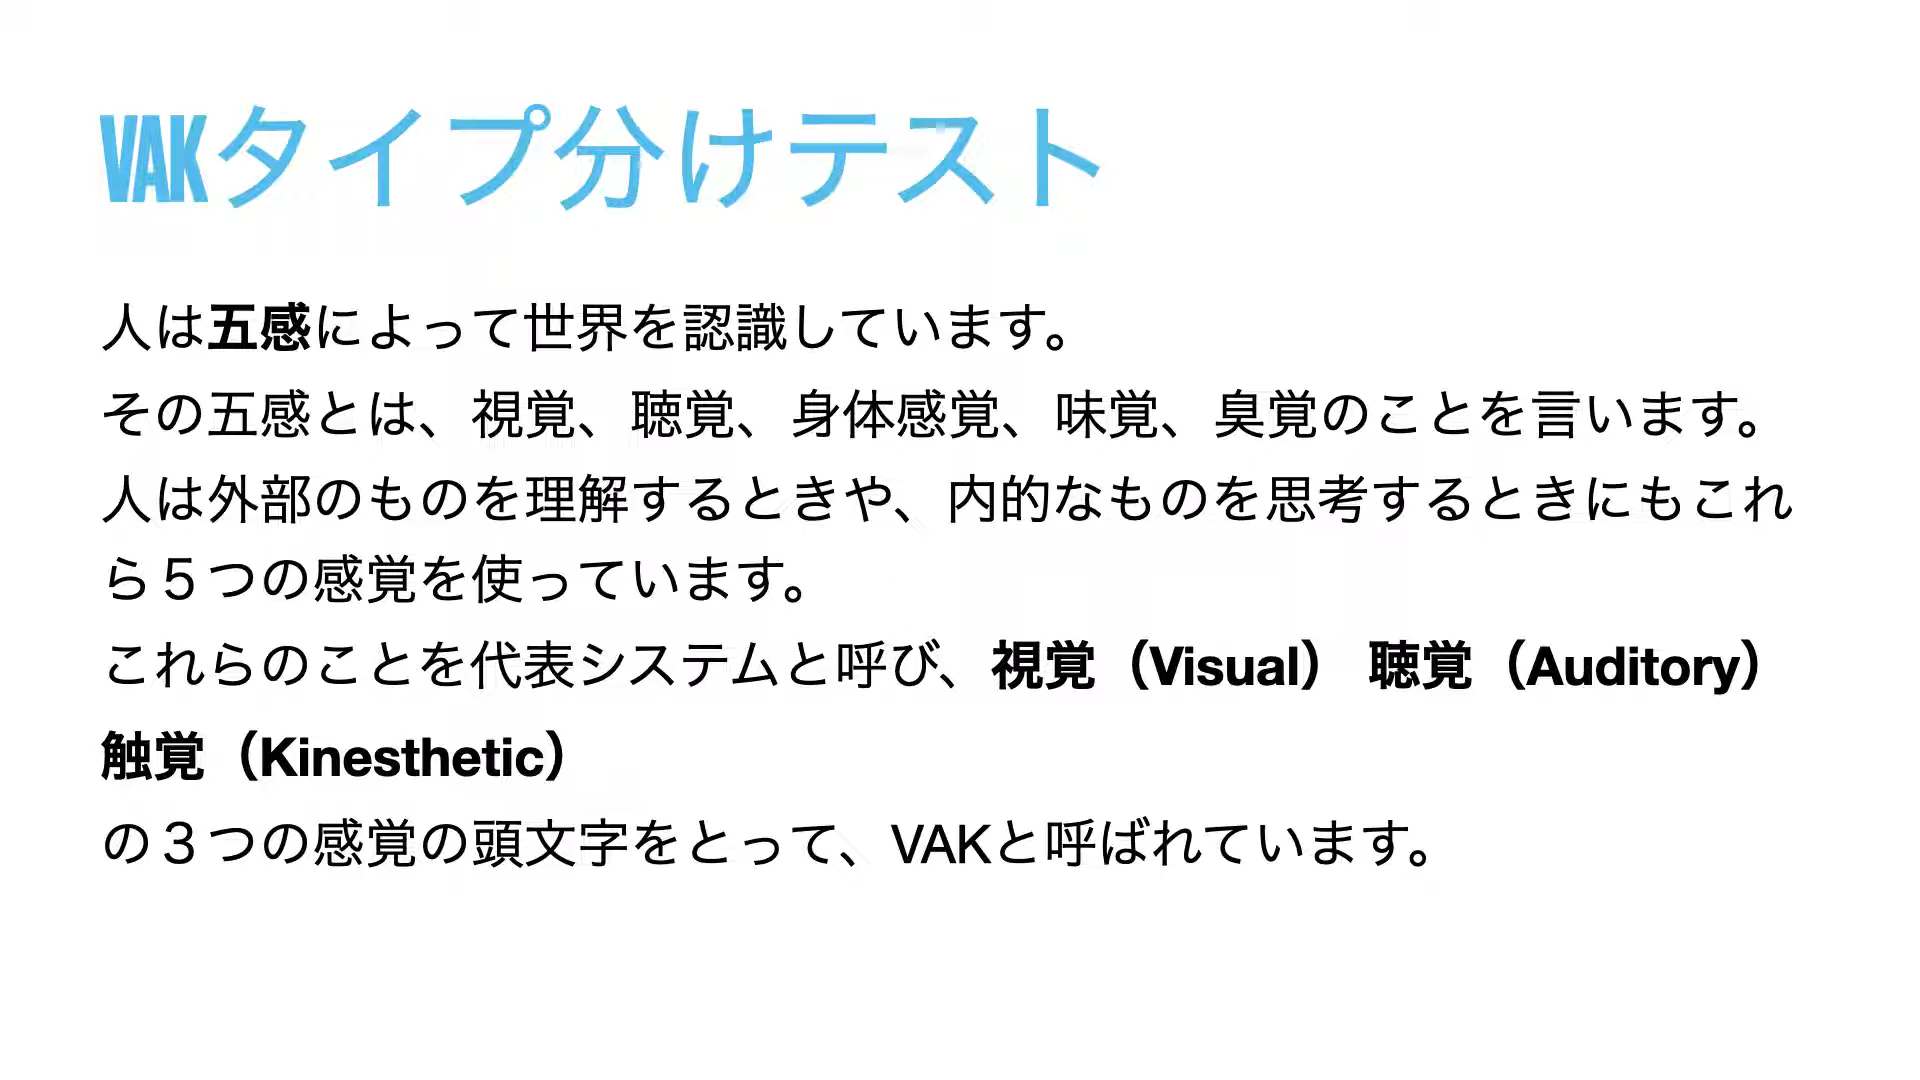 VAKタイプ分けテスト
人は五感によって世界を認識しています。
その五感とは、視覚、聴覚、身体感覚、味覚、臭覚のことを言います。
人は外部のものを理解するときや、内的なものを思考するときにもこれ
ら５つの感覚を使っています。
これらのことを代表システムと呼び、視覚（Visual） 聴覚（Auditory）
触覚（Kinesthetic）
の３つの感覚の頭文字をとって、VAKと呼ばれています。